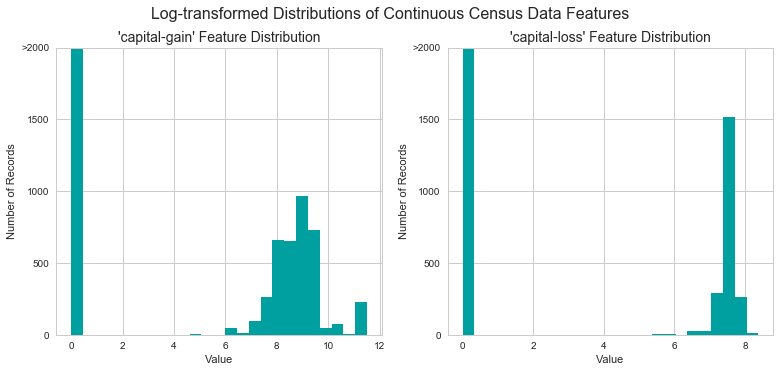 Log-transformed Distributions of Continuous Census Data Features
'capital-gain' Feature Distribution
'capital-loss' Feature Distribution
>2000
1500
1000
500
0
Number of Records
0 2 4 6 8 10 12
Value
>2000
1500
1000
500
0
Number of Records
0 2 4 6 8
Value